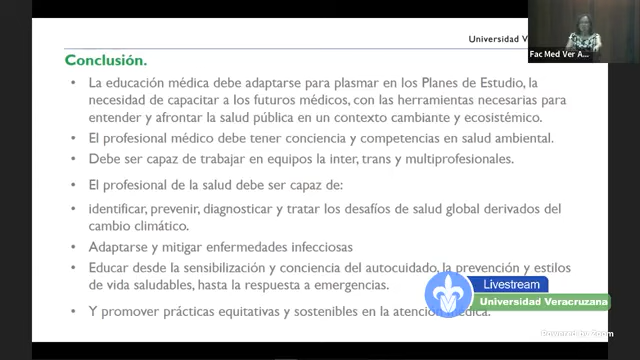 Universidad V
Fac Med Ver A...
Conclusión.
• La educación médica debe adaptarse para plasmar en los Planes de Estudio, la
necesidad de capacitar a los futuros médicos, con las herramientas necesarias para
entender y afrontar la salud pública en un contexto cambiante y ecosistémico.
• El profesional médico debe tener conciencia y competencias en salud ambiental.
• Debe ser capaz de trabajar en equipos la inter, trans y multiprofesionales.
• El profesional de la salud debe ser capaz de:
• identificar, prevenir, diagnosticar y tratar los desafíos de salud global derivados del
cambio climático.
• Adaptarse y mitigar enfermedades infecciosas
• Educar desde la sensibilización y conciencia del autocuidado, la prevención y estilos
de vida saludables, hasta la respuesta a emergencias.
• Y promover prácticas equitativas y sostenibles en la atención médica.
Livestream
Universidad Veracruzana
Powered by Zoom